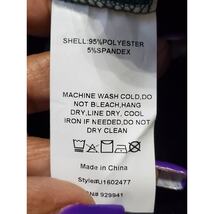 SHELL:95%POLYESTER
5%SPANDEX
MACHINE WASH COLD,DO
NOT BLEACH,HANG
DRY,LINE DRY, COOL
IRON IF NEEDED,DO NOT
DRY CLEAN
Made in China
Style#U1602477
RN# 929941